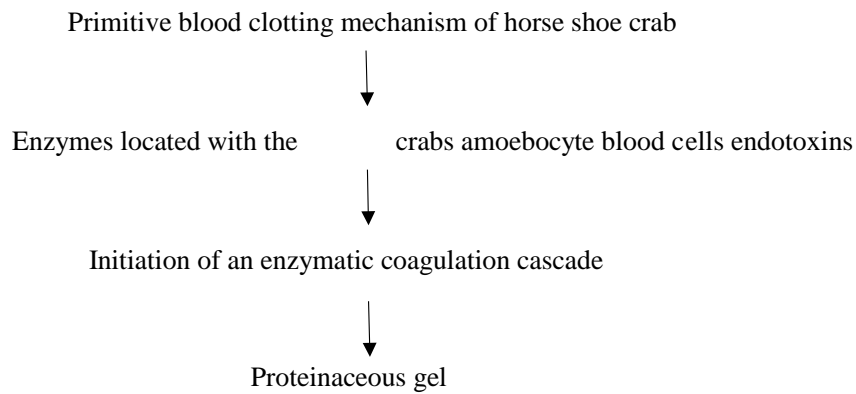 Primitive blood clotting mechanism of horse shoe crab
Enzymes located with the crabs amoebocyte blood cells endotoxins
Initiation of an enzymatic coagulation cascade
Proteinaceous gel